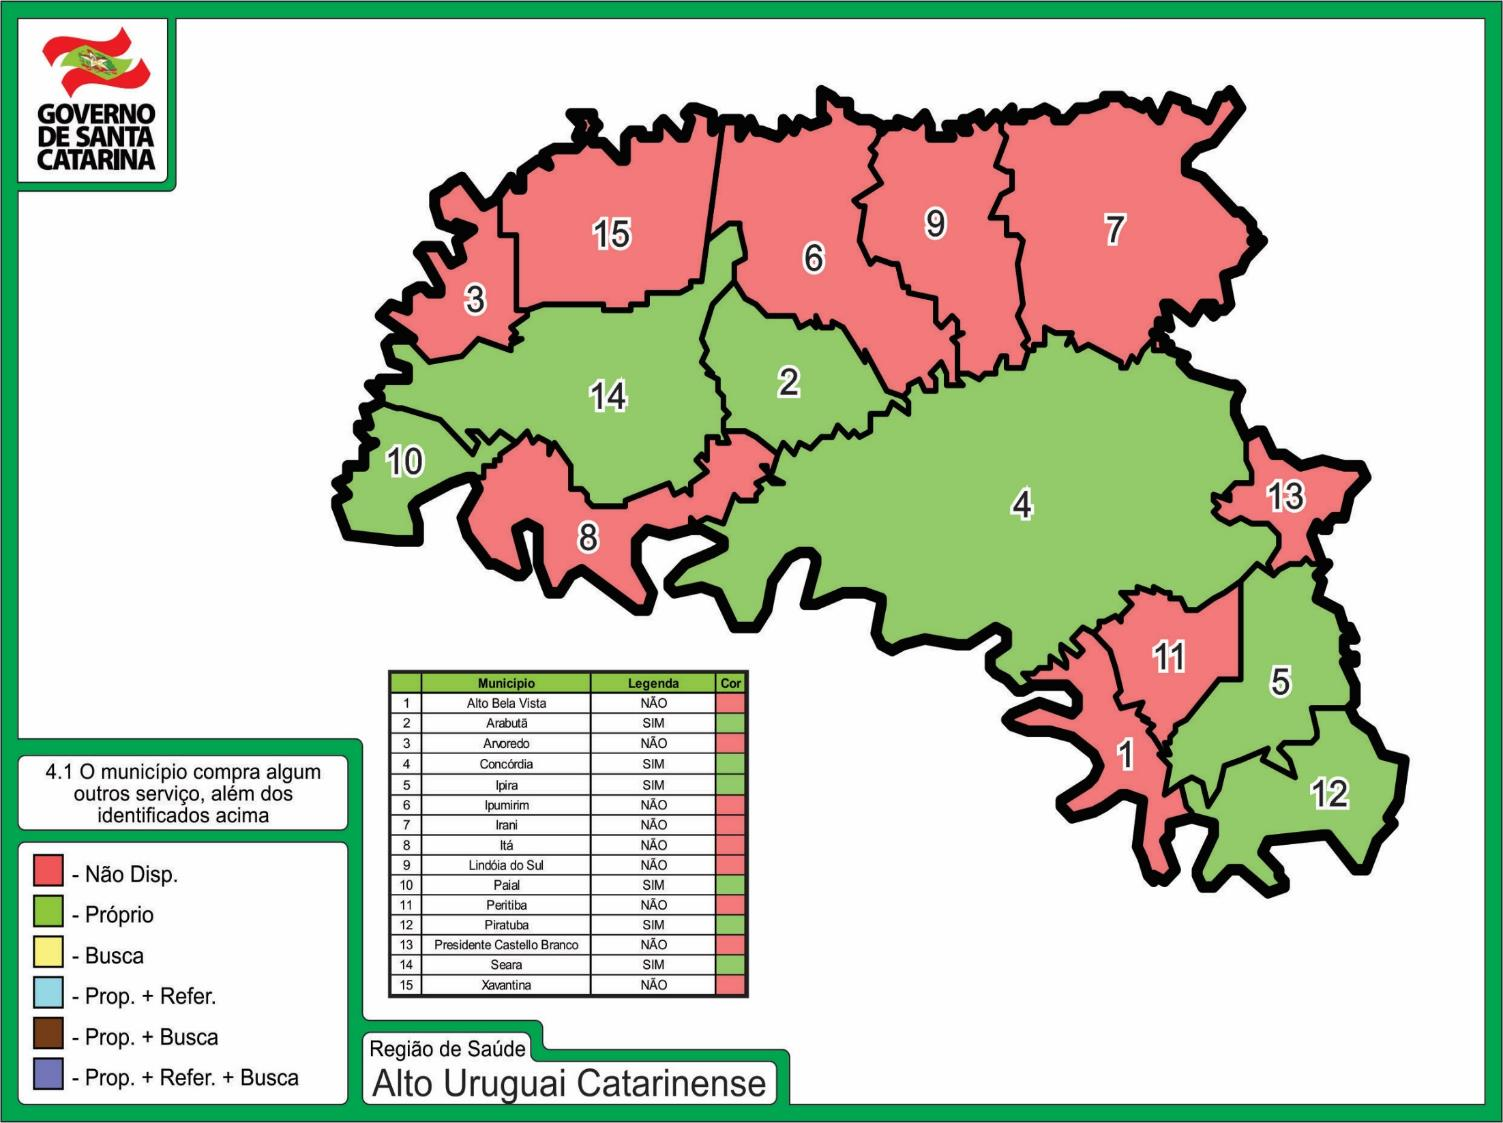 GOVERNO
DE SANTA
CATARINA
15
6
9
7
3
14
2
10
8
4
13
11
5
1
12
Município Legenda Cor
1 Alto Bela Vista NÃO
2 Arabutã SIM
3 Arvoredo NÃO
4 Concórdia SIM
5 Ipira SIM
6 Ipumirim NÃO
7 Irani NÃO
8 Itá NÃO
9 Lindóia do Sul NÃO
10 Paial SIM
11 Peritiba NÃO
12 Piratuba SIM
13 Presidente Castello Branco NÃO
14 Seara SIM
15 Xavantina NÃO
4.1 O município compra algum
outros serviço, além dos
identificados acima
- Não Disp.
- Próprio
- Busca
- Prop. + Refer.
- Prop. + Busca
- Prop. + Refer. + Busca
Região de Saúde
Alto Uruguai Catarinense